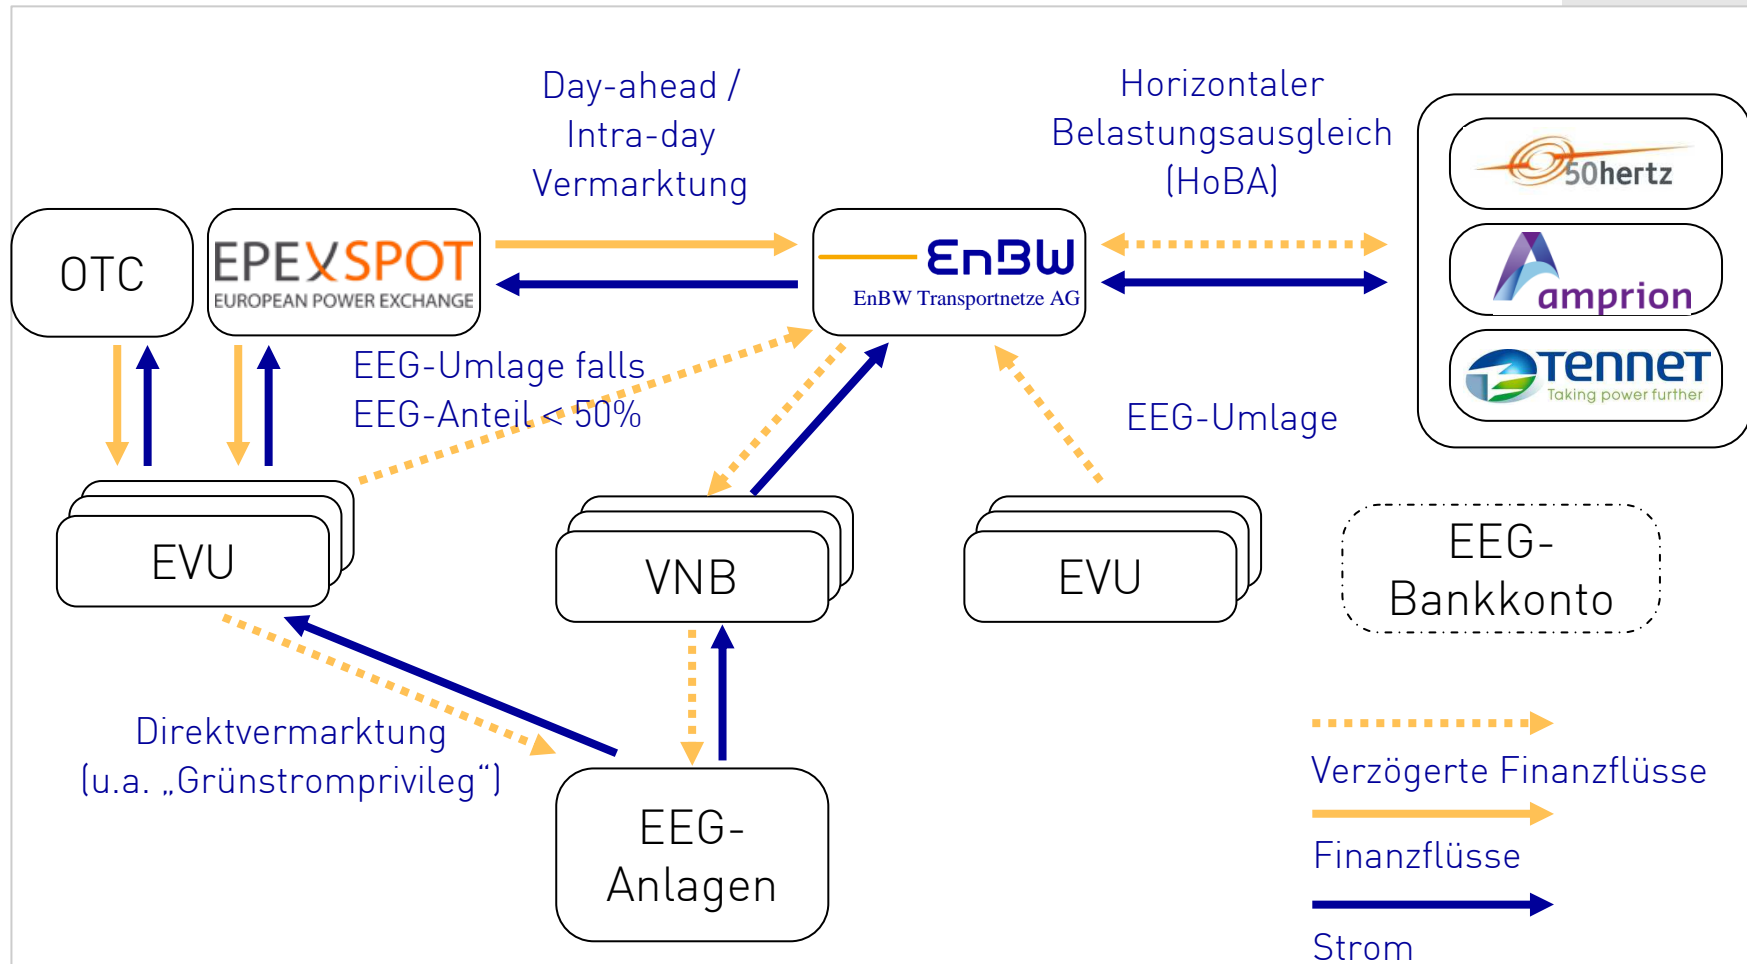 Day-ahead /
Intra-day
Vermarktung
Horizontaler
Belastungsausgleich
(HoBA)
OTC
EPEXSPOT
EUROPEAN POWER EXCHANGE
EnBW
EnBW Transportnetze AG
50hertz
amprion
TenneT
Taking power further
EEG-Umlage falls
EEG-Anteil < 50%
EEG-Umlage
EVU
VNB
EVU
EEG-
Bankkonto
Direktvermarktung
(u.a. „Grünstromprivileg“)
EEG-
Anlagen
Verzögerte Finanzflüsse
Finanzflüsse
Strom